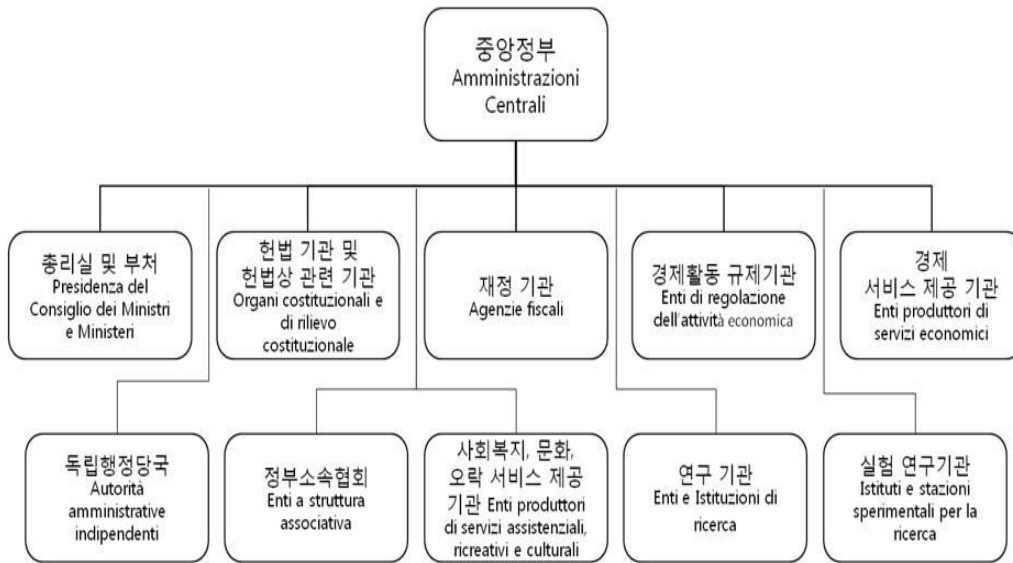 중앙정부
Amministrazioni
Centrali
총리실 및 부처
Presidenza del
Consiglio dei Ministri
e Ministeri
헌법 기관 및
헌법상 관련 기관
Organi costituzionali e
di rilievo
costituzionale
재정 기관
Agenzie fiscali
경제활동 규제기관
Enti di regolazione
dell'attività economica
경제
서비스 제공 기관
Enti produttori di
servizi economici
독립행정당국
Autorità
amministrative
indipendenti
정부소속협회
Enti a struttura
associativa
사회복지, 문화,
오락 서비스 제공
기관 Enti produttori
di servizi assistenziali,
ricreativi e culturali
연구 기관
Enti e Istituzioni di
ricerca
실험 연구기관
Istituti e stazioni
sperimentali per la
ricerca